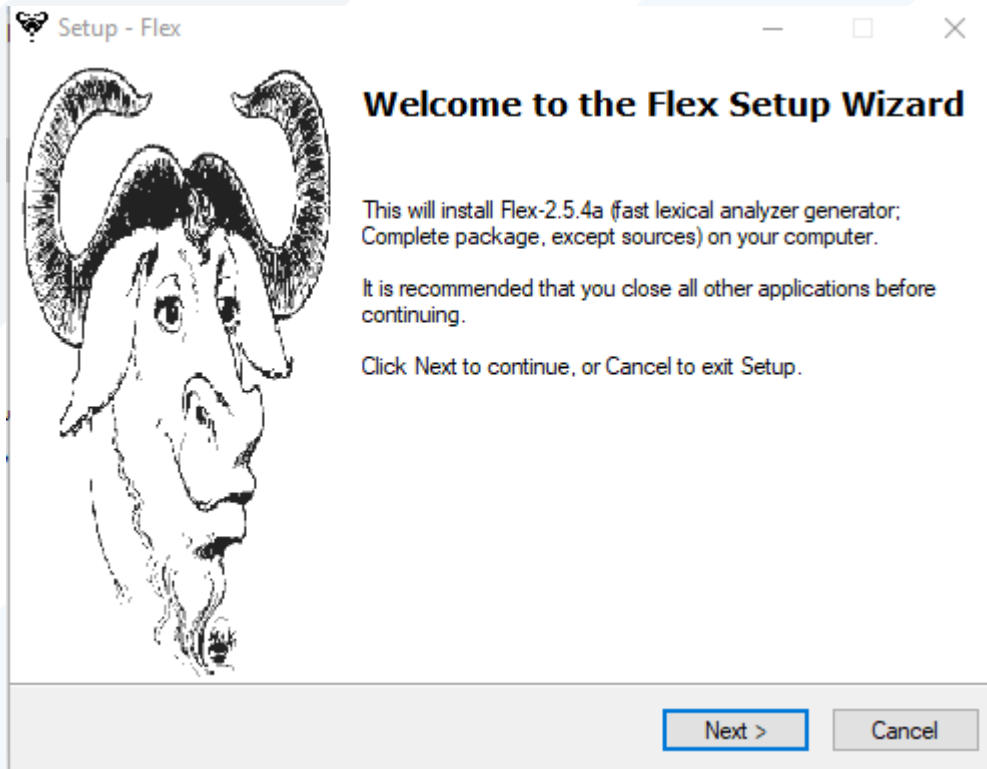 Setup - Flex
Welcome to the Flex Setup Wizard
This will install Flex-2.5.4a (fast lexical analyzer generator;
Complete package, except sources) on your computer.
It is recommended that you close all other applications before
continuing.
Click Next to continue, or Cancel to exit Setup.
Next >
Cancel